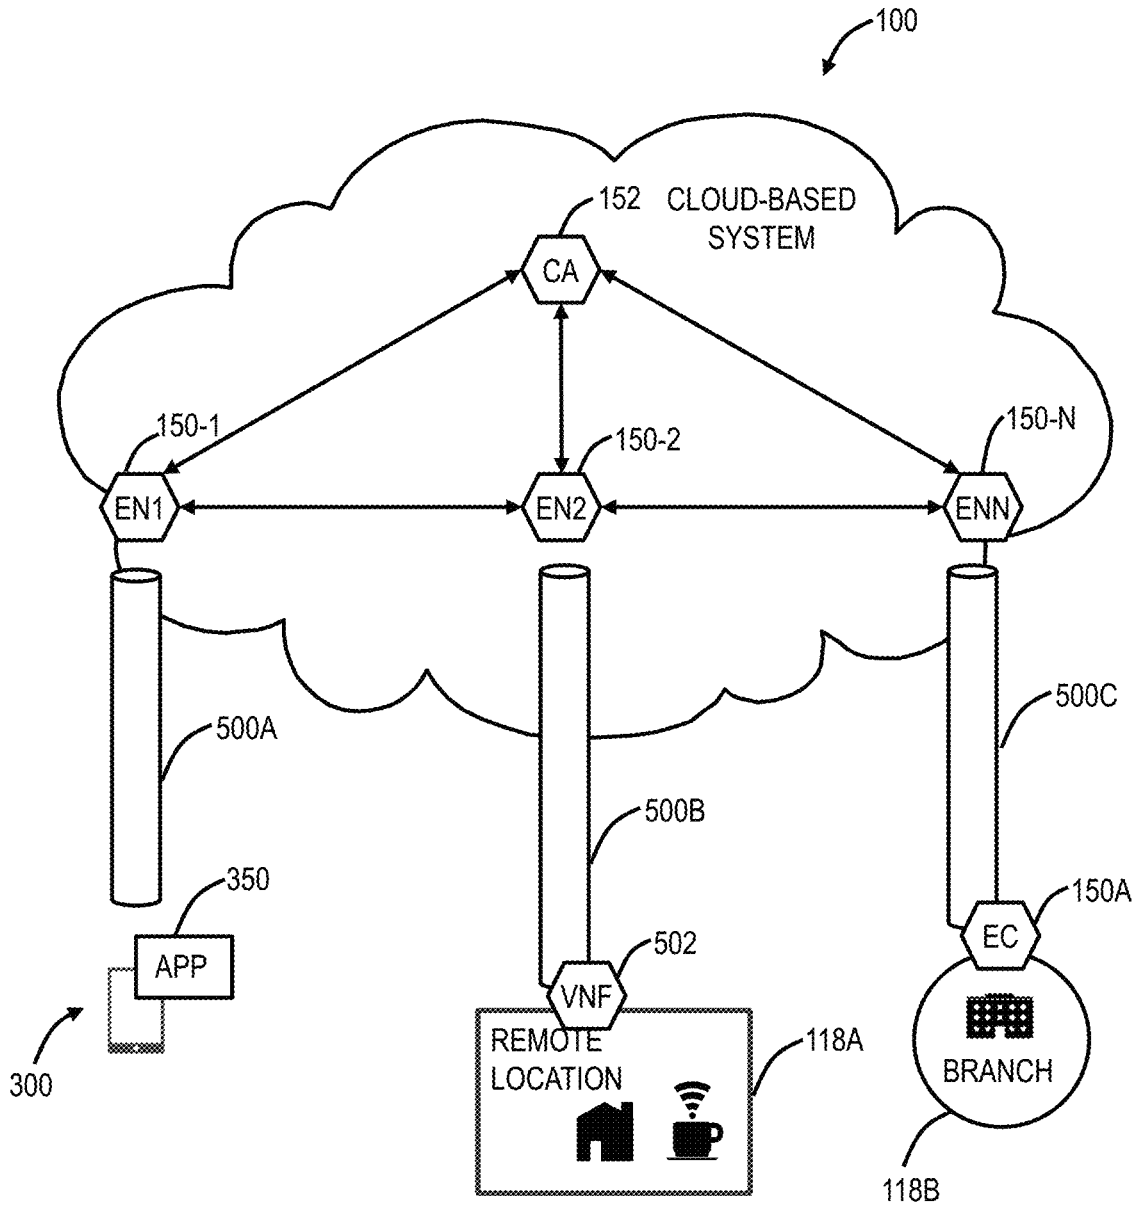 100
152
CLOUD-BASED
SYSTEM
CA
150-1
150-2
150-N
EN1
EN2
ENN
500A
500B
500C
350
APP
300
502
VNF
REMOTE
LOCATION
118A
150A
EC
BRANCH
118B